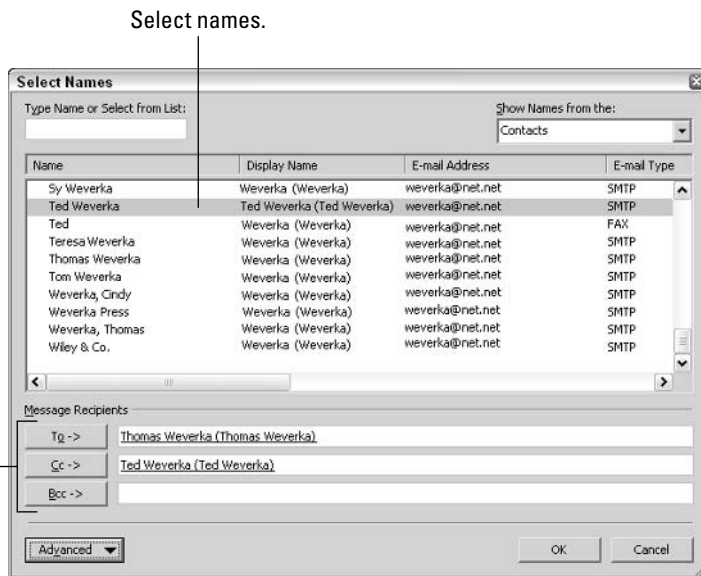 Select names.
Select Names
Type Name or Select from List:
Show Names from the:
Contacts
Name Display Name E-mail Address E-mail Type
Sy Weverka Weverka (Weverka) weverka@net.net SMTP
Ted Weverka Ted Weverka (Ted Weverka) weverka@net.net SMTP
Ted Weverka (Weverka) weverka@net.net FAX
Teresa Weverka Weverka (Weverka) weverka@net.net SMTP
Thomas Weverka Weverka (Weverka) weverka@net.net SMTP
Tom Weverka Weverka (Weverka) weverka@net.net SMTP
Weverka, Cindy Weverka (Weverka) weverka@net.net SMTP
Weverka Press Weverka (Weverka) weverka@net.net SMTP
Weverka, Thomas Weverka (Weverka) weverka@net.net SMTP
Wiley & Co. Weverka (Weverka) weverka@net.net SMTP
Message Recipients
To -> Thomas Weverka (Thomas Weverka)
Cc -> Ted Weverka (Ted Weverka)
Bcc ->
Advanced OK Cancel